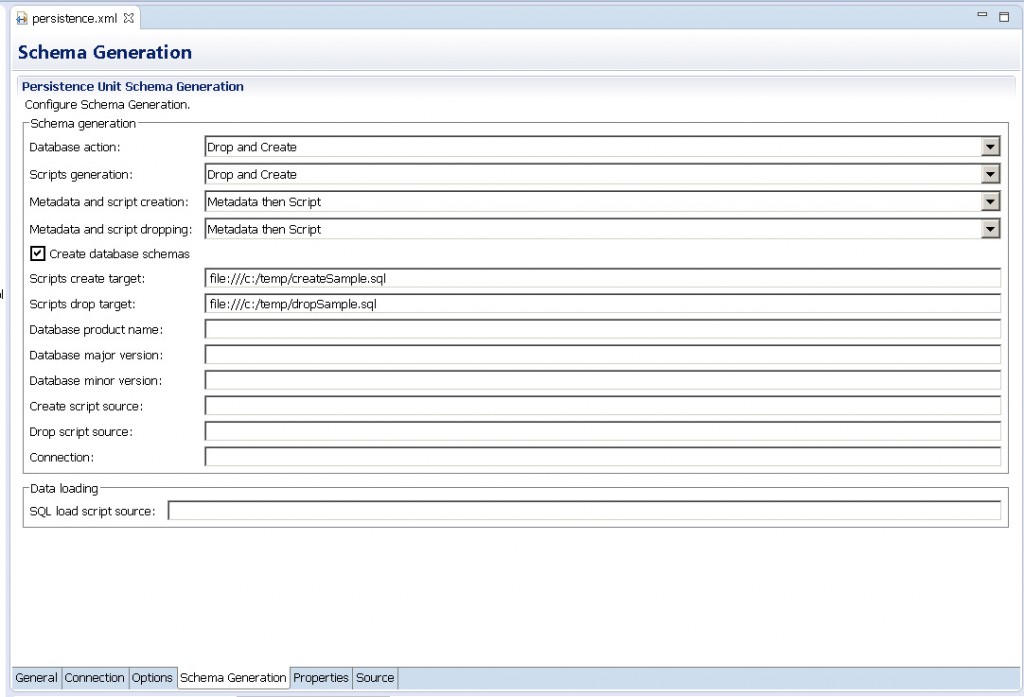 persistence.xml
Schema Generation
Persistence Unit Schema Generation
Configure Schema Generation.
Schema generation
Database action: Drop and Create
Scripts generation: Drop and Create
Metadata and script creation: Metadata then Script
Metadata and script dropping: Metadata then Script
Create database schemas
Scripts create target: file:///c:/temp/createSample.sql
Scripts drop target: file:///c:/temp/dropSample.sql
Database product name:
Database major version:
Database minor version:
Create script source:
Drop script source:
Connection:
Data loading
SQL load script source:
General Connection Options Schema Generation Properties Source